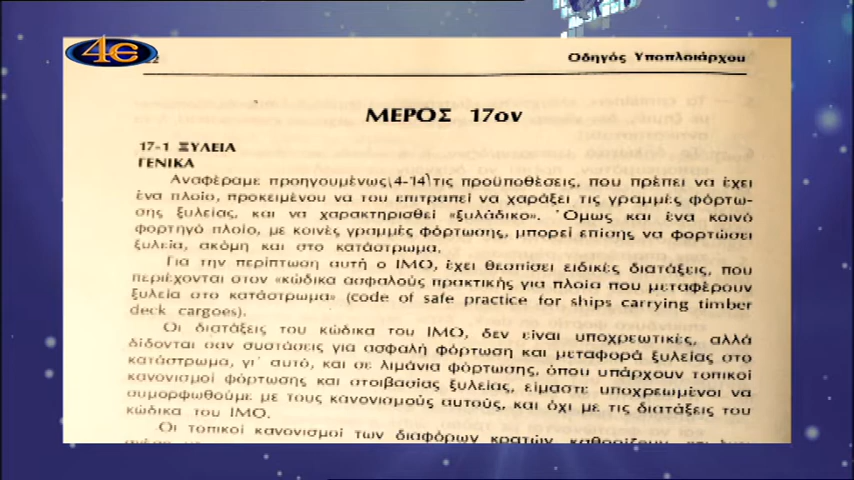 4E
2
Οδηγός Υποπλοιάρχου
ΜΕΡΟΣ 17ον
17-1 ΞΥΛΕΙΑ
ΓΕΝΙΚΑ
Αναφέραμε προηγουμένως (4-14) τις προϋποθέσεις, που πρέπει να έχει
ένα πλοίο, προκειμένου να του επιτραπεί να χαράξει τις γραμμές φόρτω-
σης ξυλείας, και να χαρακτηρισθεί «ξυλάδικο». Όμως και ένα κοινό
φορτηγό πλοίο, με κοινές γραμμές φόρτωσης, μπορεί επίσης να φορτώσει
ξυλεία, ακόμη και στο κατάστρωμα.
Για την περίπτωση αυτή ο ΙΜΟ, έχει θεσπίσει ειδικές διατάξεις, που
περιέχονται στον «κώδικα ασφαλούς πρακτικής για πλοία που μεταφέρουν
ξυλεία στο κατάστρωμα» (code of safe practice for ships carrying timber
deck cargoes).
Οι διατάξεις του κώδικα του ΙΜΟ, δεν είναι υποχρεωτικές, αλλά
δίδονται σαν συστάσεις για ασφαλή φόρτωση και μεταφορά ξυλείας στο
κατάστρωμα, γι' αυτό, και σε λιμάνια φόρτωσης, όπου υπάρχουν τοπικοί
κανονισμοί φόρτωσης και στοιβασίας ξυλείας, είμαστε υποχρεωμένοι να
συμορφωθούμε με τους κανονισμούς αυτούς, και όχι με τις διατάξεις του
κώδικα του ΙΜΟ.
Οι τοπικοί κανονισμοί των διαφόρων κρατών, καθορίζουν